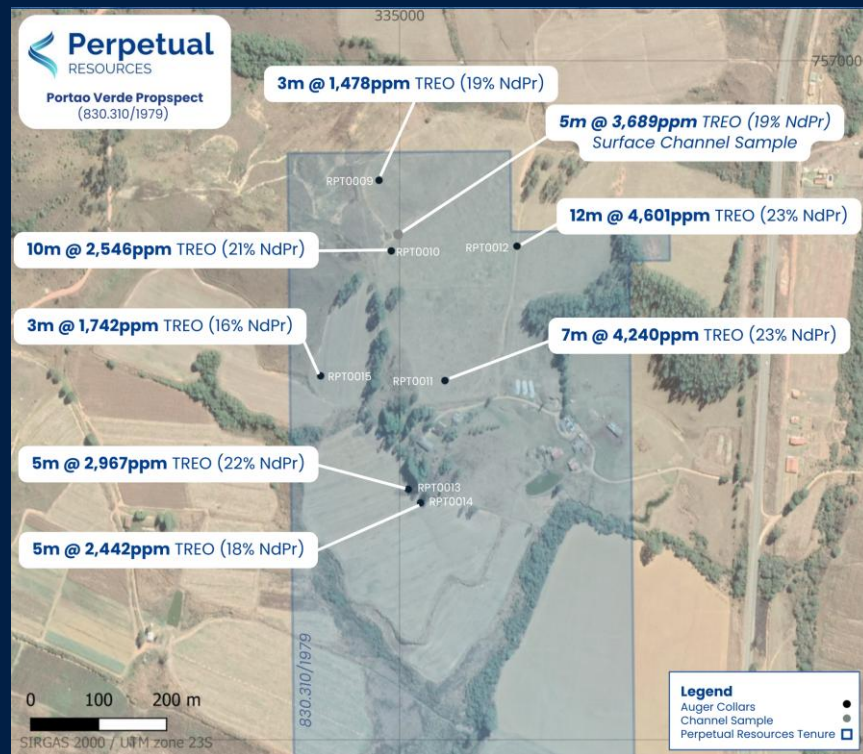 335000
757000
Perpetual
RESOURCES
Portao Verde Propspect
(830.310/1979)
3m @ 1,478ppm TREO (19% NdPr)
5m @ 3,689ppm TREO (19% NdPr)
Surface Channel Sample
RPT0009
12m @ 4,601ppm TREO (23% NdPr)
10m @ 2,546ppm TREO (21% NdPr)
RPT0010
RPT0012
3m @ 1,742ppm TREO (16% NdPr)
7m @ 4,240ppm TREO (23% NdPr)
RPT0015
RPT0011
5m @ 2,967ppm TREO (22% NdPr)
RPT0013
RPT0014
5m @ 2,442ppm TREO (18% NdPr)
830.310/1979
0 100 200 m
SIRGAS 2000 / UTM zone 23S
Legend
Auger Collars
Channel Sample
Perpetual Resources Tenure